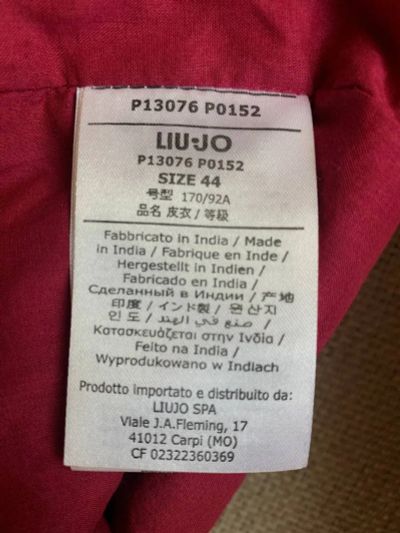 P13076 P0152
LIU·JO
P13076 P0152
SIZE 44
号型 170/92A
品名 皮衣 / 等级
Fabbricato in India / Made
in India / Fabrique en Inde /
Hergestellt in Indien /
Fabricado en India /
Сделанный в Индии / 产地
印度 / インド製 / 원산지
인도 / صنع في الهند /
Κατασκευάζεται στην Ινδία /
Feito na India /
Wyprodukowano w Indiach
Prodotto importato e distribuito da:
LIUJO SPA
Viale J.A.Fleming, 17
41012 Carpi (MO)
CF 02322360369